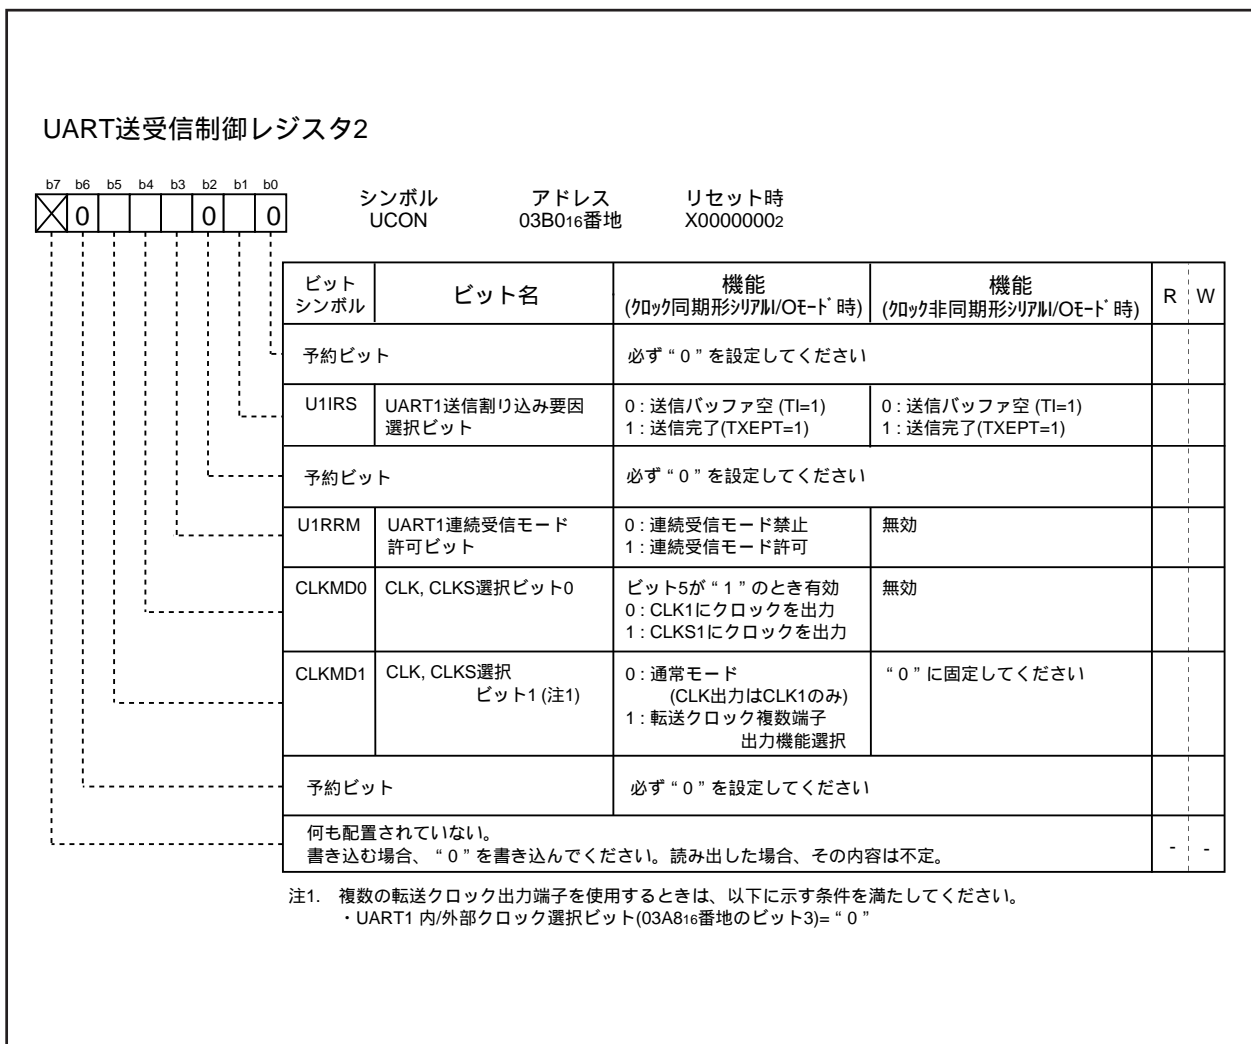 UART送受信制御レジスタ2
b7 b6 b5 b4 b3 b2 b1 b0
0 0 0
シンボル アドレス リセット時
UCON 03B016番地 X00000002
ビット
シンボル
ビット名
機能
(クロック同期形シリアルI/Oモード時)
機能
(クロック非同期形シリアルI/Oモード時)
R W
予約ビット 必ず“0”を設定してください
U1IRS
UART1送信割り込み要因
選択ビット
0 : 送信バッファ空 (TI=1)
1 : 送信完了(TXEPT=1)
0 : 送信バッファ空 (TI=1)
1 : 送信完了(TXEPT=1)
予約ビット 必ず“0”を設定してください
U1RRM
UART1連続受信モード
許可ビット
0 : 連続受信モード禁止
1 : 連続受信モード許可
無効
CLKMD0
CLK, CLKS選択ビット0
ビット5が“1”のとき有効
0 : CLK1にクロックを出力
1 : CLKS1にクロックを出力
無効
CLKMD1
CLK, CLKS選択
ビット1 (注1)
0 : 通常モード
(CLK出力はCLK1のみ)
1 : 転送クロック複数端子
出力機能選択
“0”に固定してください
予約ビット 必ず“0”を設定してください
何も配置されていない。
書き込む場合、“0”を書き込んでください。読み出した場合、その内容は不定。
- -
注1. 複数の転送クロック出力端子を使用するときは、以下に示す条件を満たしてください。
・UART1 内/外部クロック選択ビット(03A816番地のビット3)=“0”